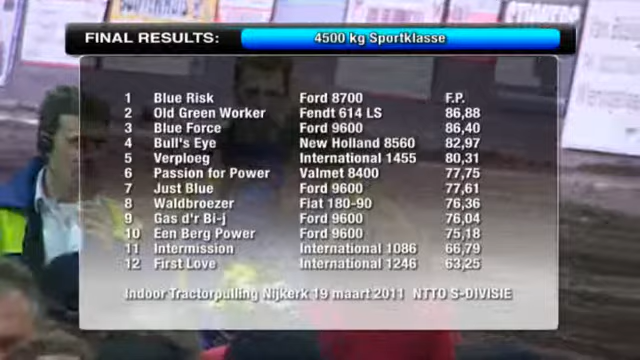 FINAL RESULTS: 4500 kg Sportklasse
1 Blue Risk Ford 8700 F.P.
2 Old Green Worker Fendt 614 LS 86,88
3 Blue Force Ford 9600 86,40
4 Bull's Eye New Holland 8560 82,97
5 Verploeg International 1455 80,31
6 Passion for Power Valmet 8400 77,75
7 Just Blue Ford 9600 77,61
8 Waldbroezer Fiat 180-90 76,36
9 Gas d'r Bi-j Ford 9600 76,04
10 Een Berg Power Ford 9600 75,18
11 Intermission International 1086 66,79
12 First Love International 1246 63,25
Indoor Tractorpulling Nijkerk 19 maart 2011 NTTO S-DIVISIE